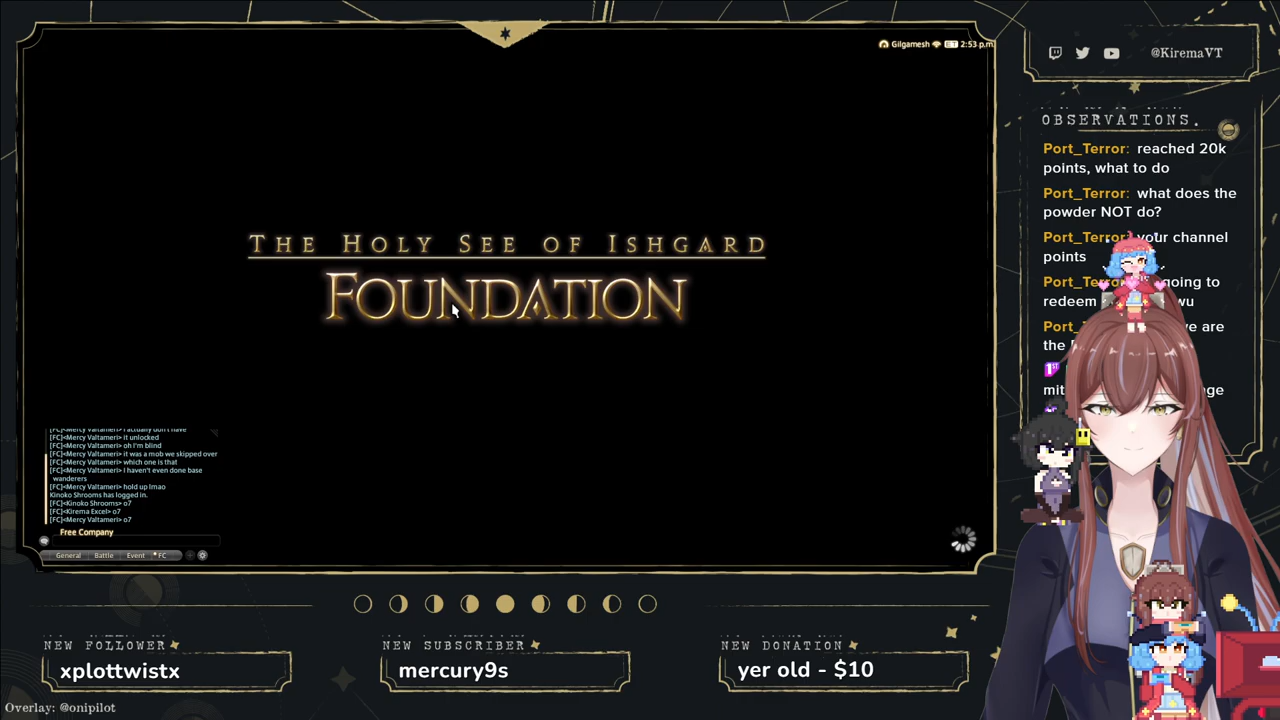 Gilgamesh ET 2:53 p.m.
@KiremaVT
OBSERVATIONS.
Port_Terror: reached 20k
points, what to do
Port_Terror: what does the
powder NOT do?
Port_Terror: your channel
points
going to
redeem
the
1ST
THE HOLY SEE OF ISHGARD
FOUNDATION
[FC]<Mercy Valtameri> I actually don't have
[FC]<Mercy Valtameri> it unlocked
[FC]<Mercy Valtameri> oh I'm blind
[FC]<Mercy Valtameri> it was a mob we skipped over
[FC]<Mercy Valtameri> which one is that
[FC]<Mercy Valtameri> I haven't even done base
wanderers
[FC]<Mercy Valtameri> hold up lmao
Kinoko Shrooms has logged in.
[FC]<Kinoko Shrooms> o7
[FC]<Kirema Excel> o7
[FC]<Mercy Valtameri> o7
Free Company
General Battle Event FC
NEW FOLLOWER
xplottwistx
NEW SUBSCRIBER
mercury9s
NEW DONATION
yer old - $10
Overlay: @onipilot